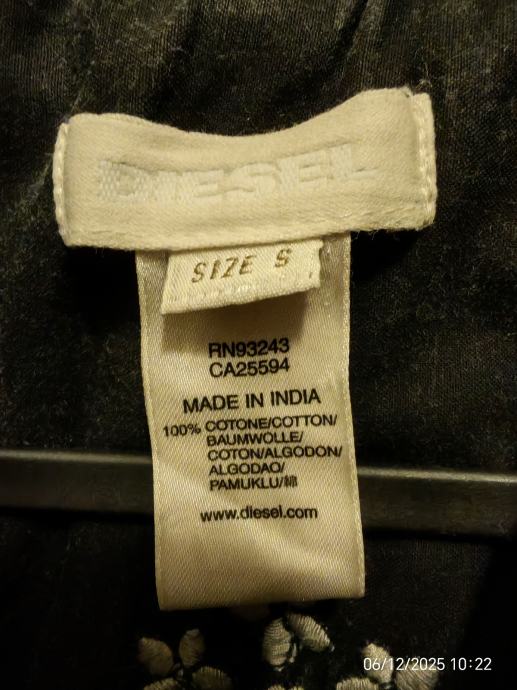 DIESEL
SIZE S
RN93243
CA25594
MADE IN INDIA
100% COTONE/COTTON/
BAUMWOLLE/
COTON/ALGODON/
ALGODAO/
PAMUKLU/綿
www.diesel.com
06/12/2025 10:22